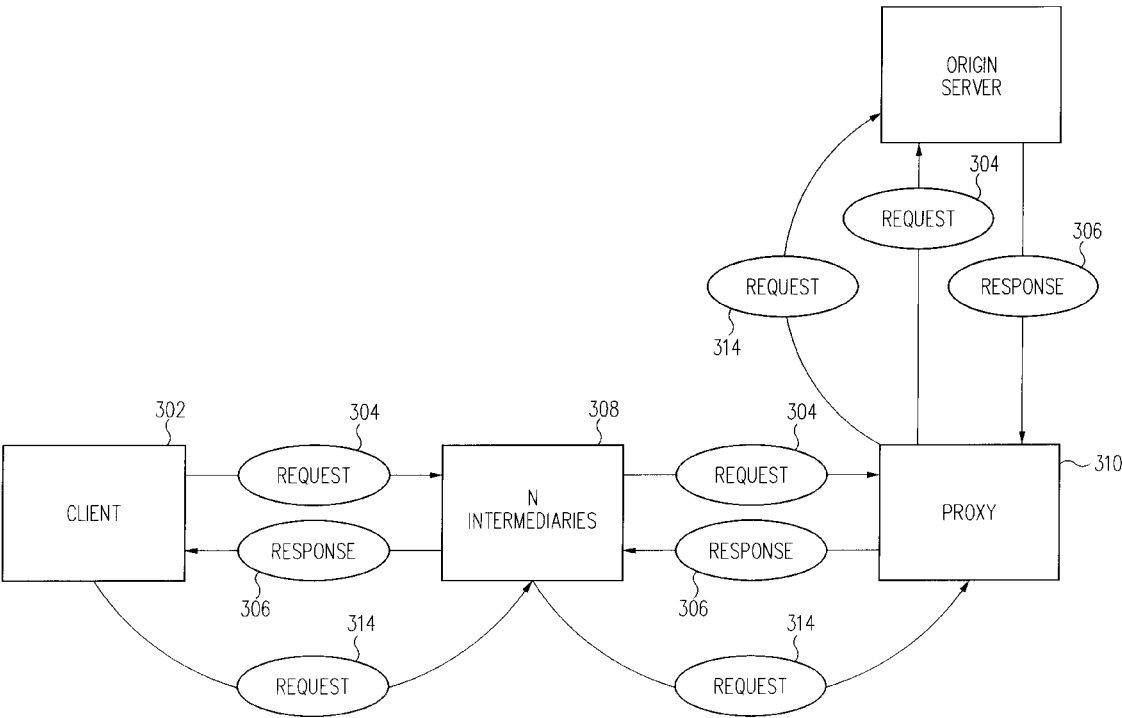 ORIGIN
SERVER
304
REQUEST
306
REQUEST
RESPONSE
314
302
304
308
304
310
REQUEST
REQUEST
CLIENT
N
INTERMEDIARIES
PROXY
RESPONSE
RESPONSE
306
306
314
314
REQUEST
REQUEST